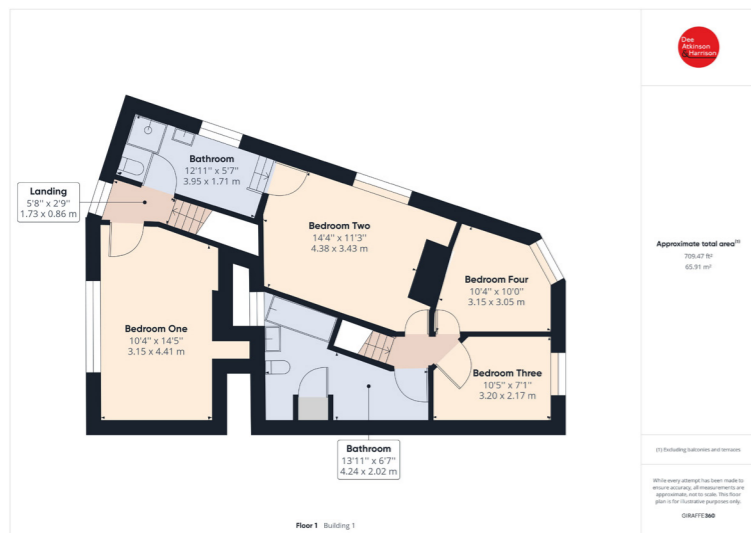 Dee
Atkinson
& Harrison
Bathroom
12'11" x 5'7"
3.95 x 1.71 m
Landing
5'8" x 2'9"
1.73 x 0.86 m
Bedroom Two
14'4" x 11'3"
4.38 x 3.43 m
Bedroom Four
10'4" x 10'0"
3.15 x 3.05 m
Bedroom One
10'4" x 14'5"
3.15 x 4.41 m
Bedroom Three
10'5" x 7'1"
3.20 x 2.17 m
Bathroom
13'11" x 6'7"
4.24 x 2.02 m
Floor 1 Building 1
Approximate total area(1)
709.47 ft²
65.91 m²
(1) Excluding balconies and terraces
While every attempt has been made to
ensure accuracy, all measurements are
approximate, not to scale. This floor
plan is for illustrative purposes only.
GIRAFFE360